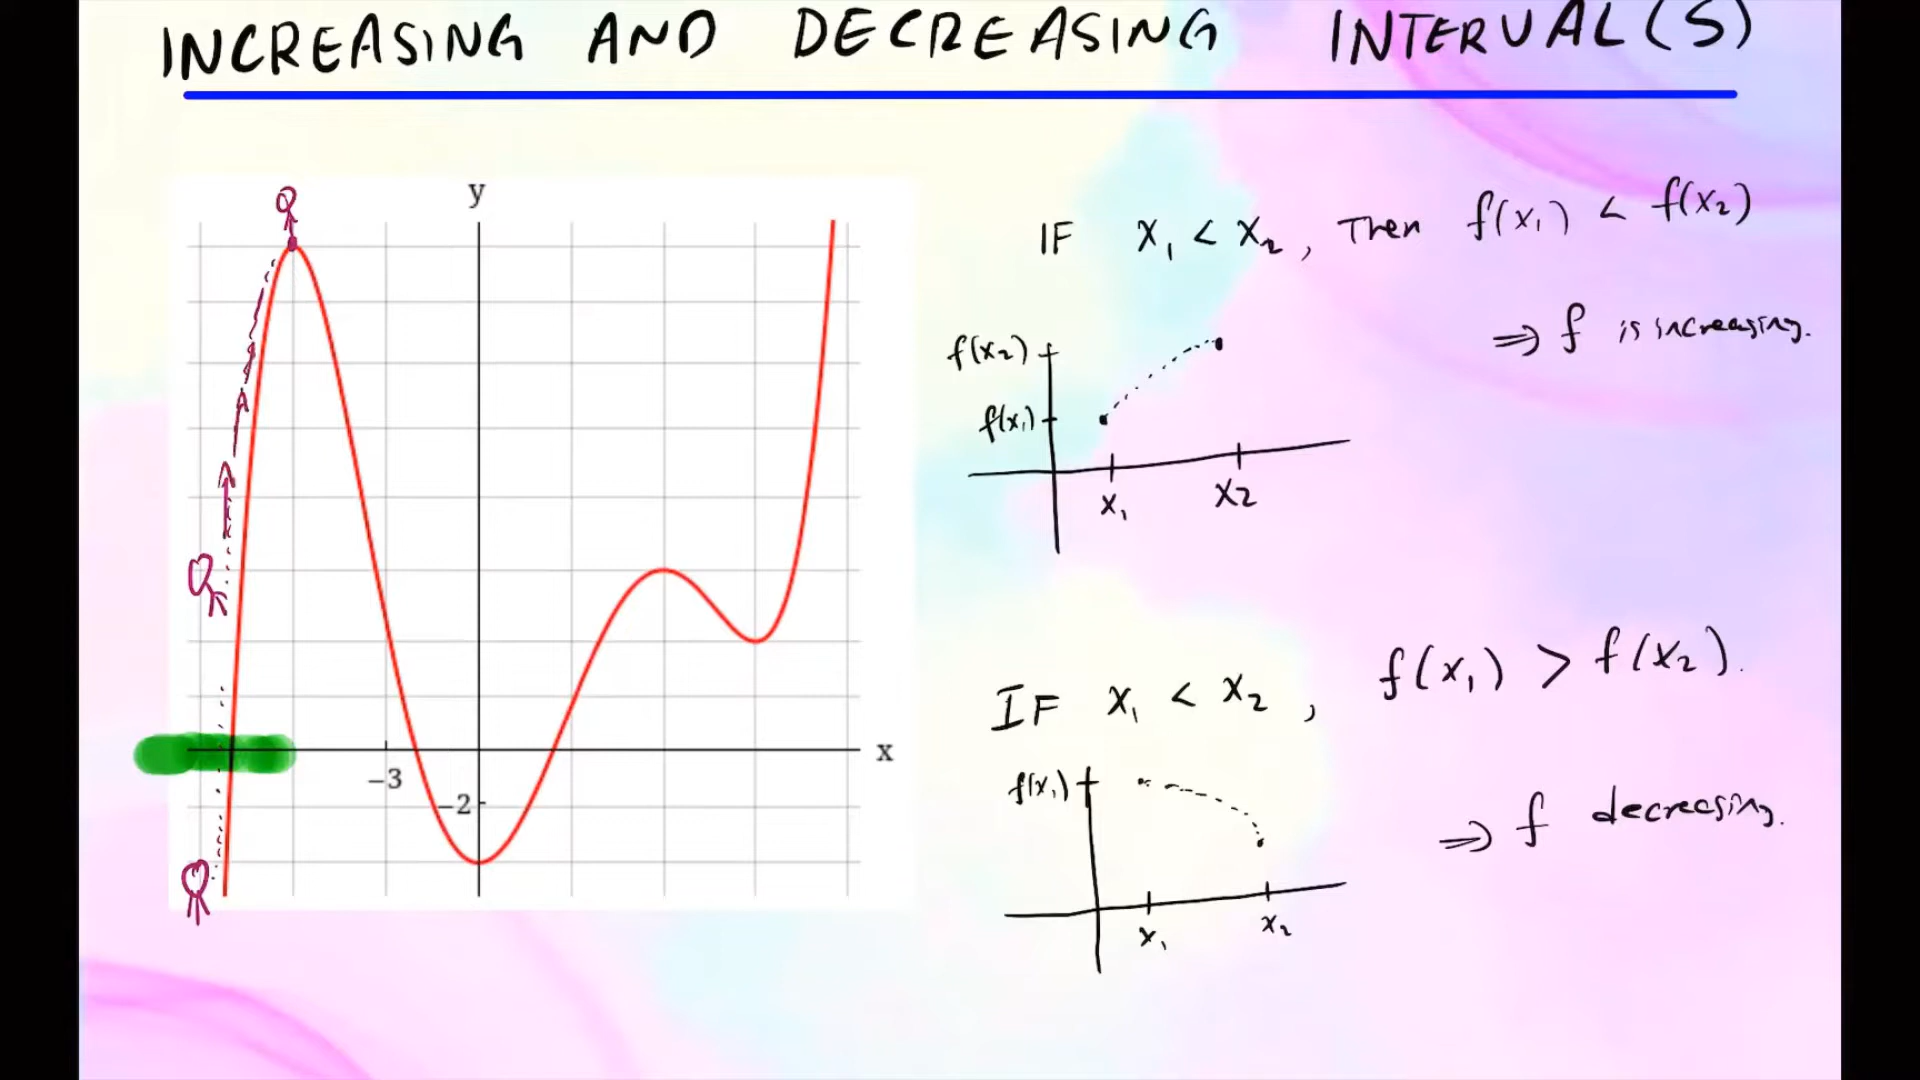 INCREASING AND DECREASING INTERVAL(S)
y
IF x₁ < x₂, Then f(x₁) < f(x₂)
⇒ f is increasing.
f(x₂)
f(x₁)
x₁ x₂
x
-3
-2
IF x₁ < x₂, f(x₁) > f(x₂).
f(x₁)
⇒ f decreasing.
x₁ x₂